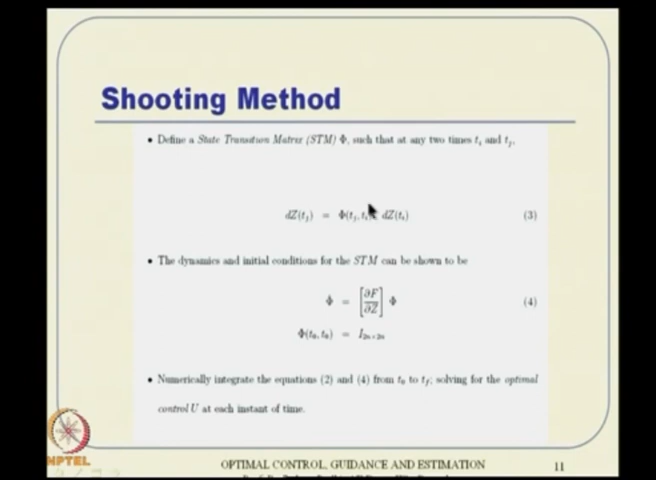 Shooting Method
• Define a State Transition Matrix (STM) Φ, such that at any two times t_i and t_j,
dZ(t_j) = Φ(t_j, t_i) dZ(t_i) (3)
• The dynamics and initial conditions for the STM can be shown to be
Φ̇ = [∂F/∂Z] Φ (4)
Φ(t₀, t₀) = I₂ₙₓ₂ₙ
• Numerically integrate the equations (2) and (4) from t₀ to t_f; solving for the optimal
control U at each instant of time.
NPTEL
OPTIMAL CONTROL, GUIDANCE AND ESTIMATION 11